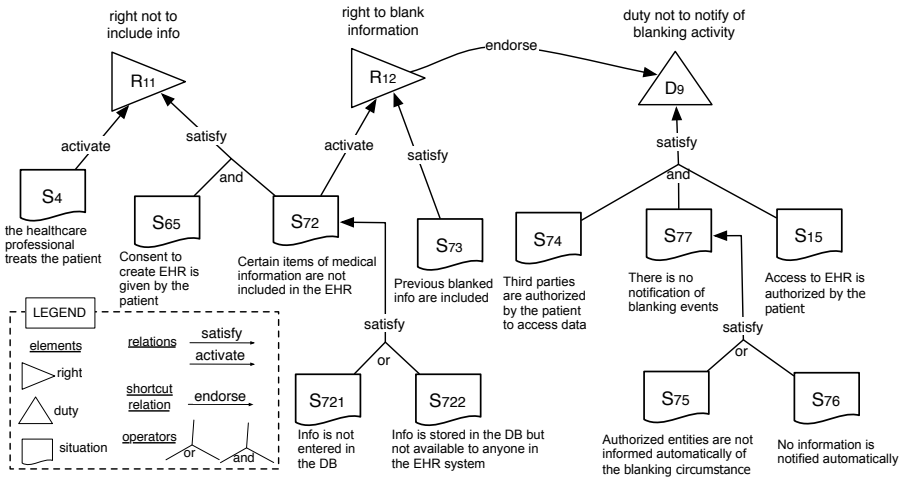 right not to
include info
right to blank
information
duty not to notify of
blanking activity
endorse
R11
R12
D9
activate
satisfy
and
activate
satisfy
satisfy
and
S4
the healthcare
professional
treats the patient
S65
Consent to
create EHR is
given by the
patient
S72
Certain items of medical
information are not
included in the EHR
S73
Previous blanked
info are included
S74
Third parties
are authorized
by the patient
to access data
S77
There is no
notification of
blanking events
S15
Access to EHR is
authorized by the
patient
satisfy
or
S721
Info is not
entered in
the DB
S722
Info is stored in the DB but
not available to anyone in
the EHR system
satisfy
or
S75
Authorized entities are not
informed automatically of
the blanking circumstance
S76
No information is
notified automatically
LEGEND
elements
right
duty
situation
relations
satisfy
activate
shortcut
relation
endorse
operators
or
and